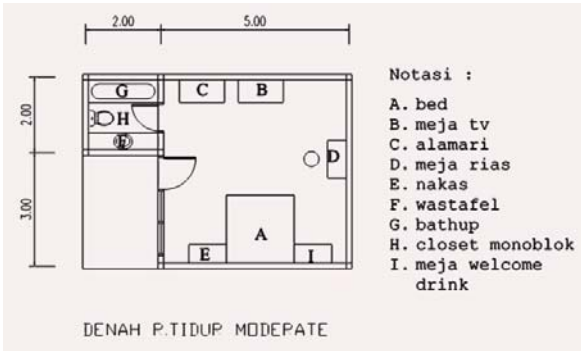 2.00 5.00
2.00
3.00
G
H
F
C
B
D
A
E
I
Notasi :
A. bed
B. meja tv
C. alamari
D. meja rias
E. nakas
F. wastafel
G. bathup
H. closet monoblok
I. meja welcome
drink
DENAH P.TIDUP MODEPATE